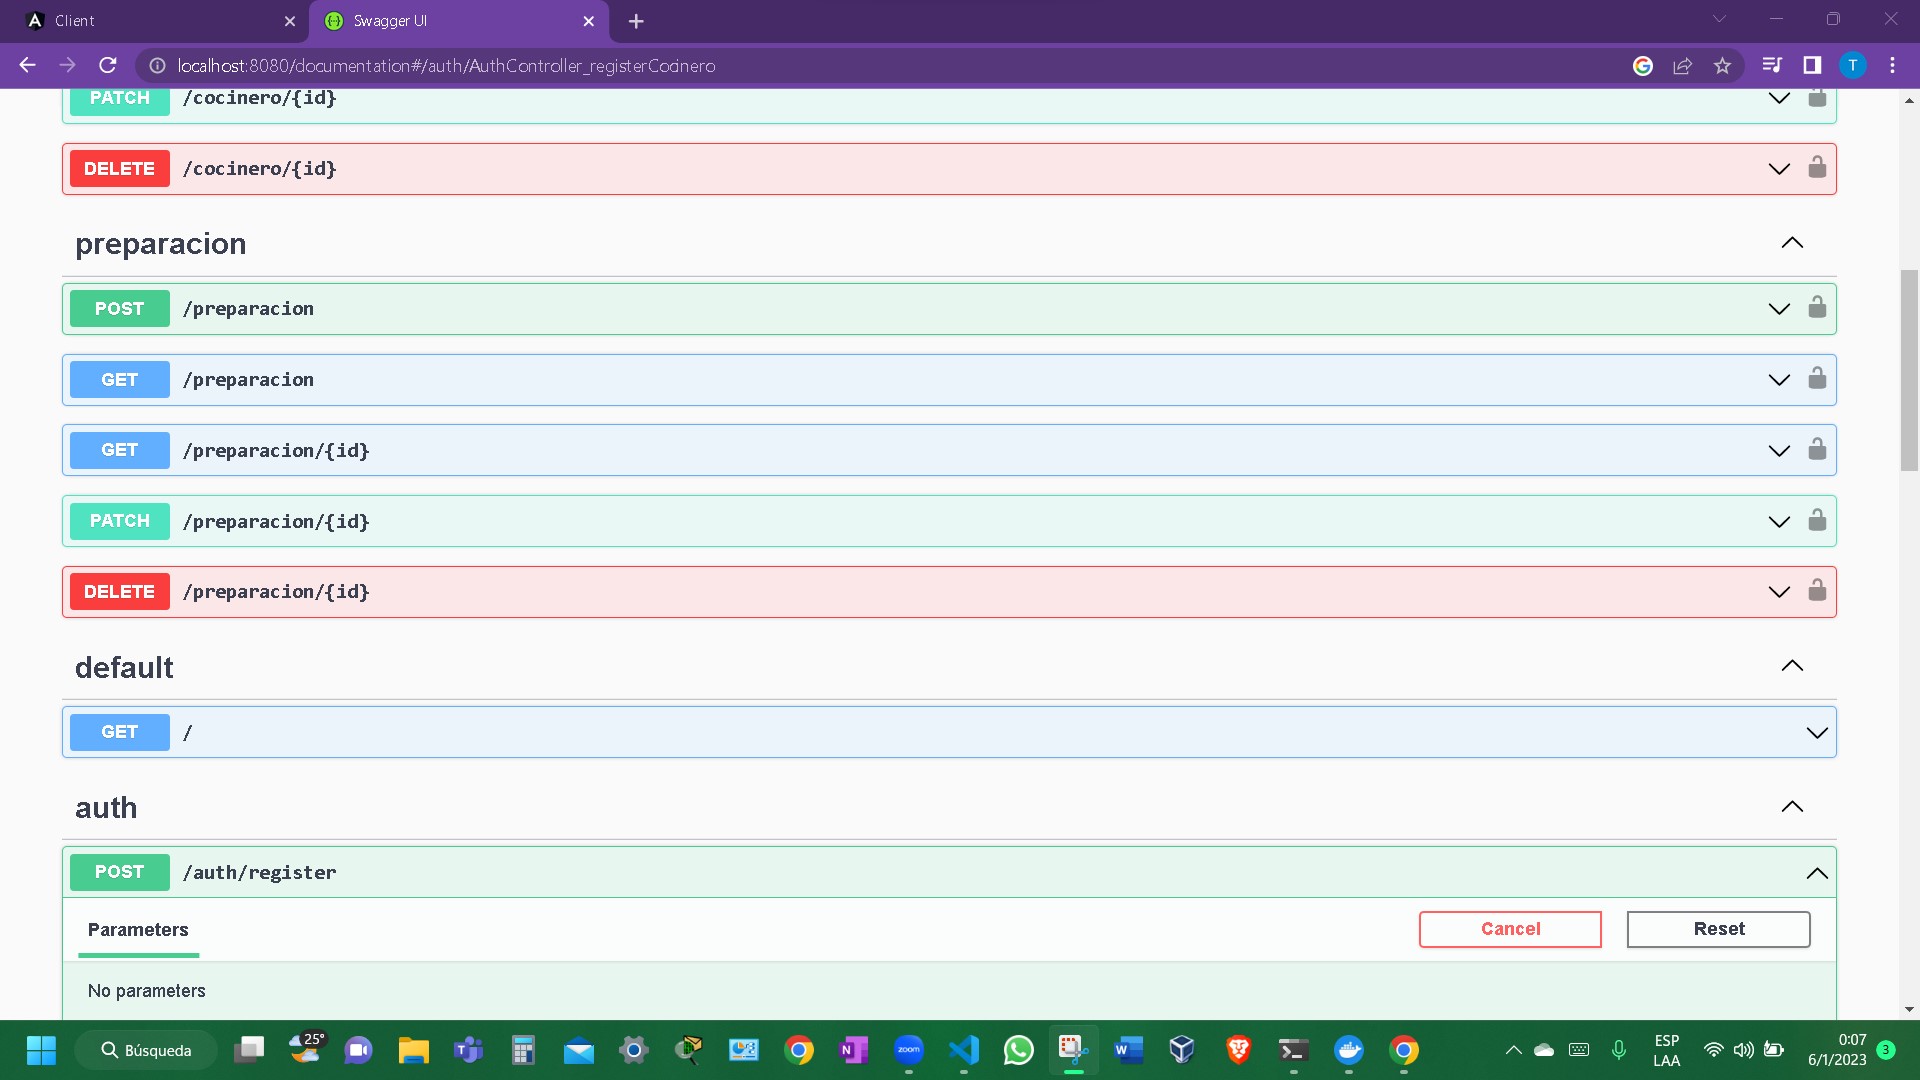 Client
Swagger UI
localhost:8080/documentation#/auth/AuthController_registerCocinero
T
PATCH /cocinero/{id}
DELETE /cocinero/{id}
preparacion
POST /preparacion
GET /preparacion
GET /preparacion/{id}
PATCH /preparacion/{id}
DELETE /preparacion/{id}
default
GET /
auth
POST /auth/register
Parameters
Cancel
Reset
No parameters
Búsqueda
25°
zoom
ESP
LAA
0:07
6/1/2023
3